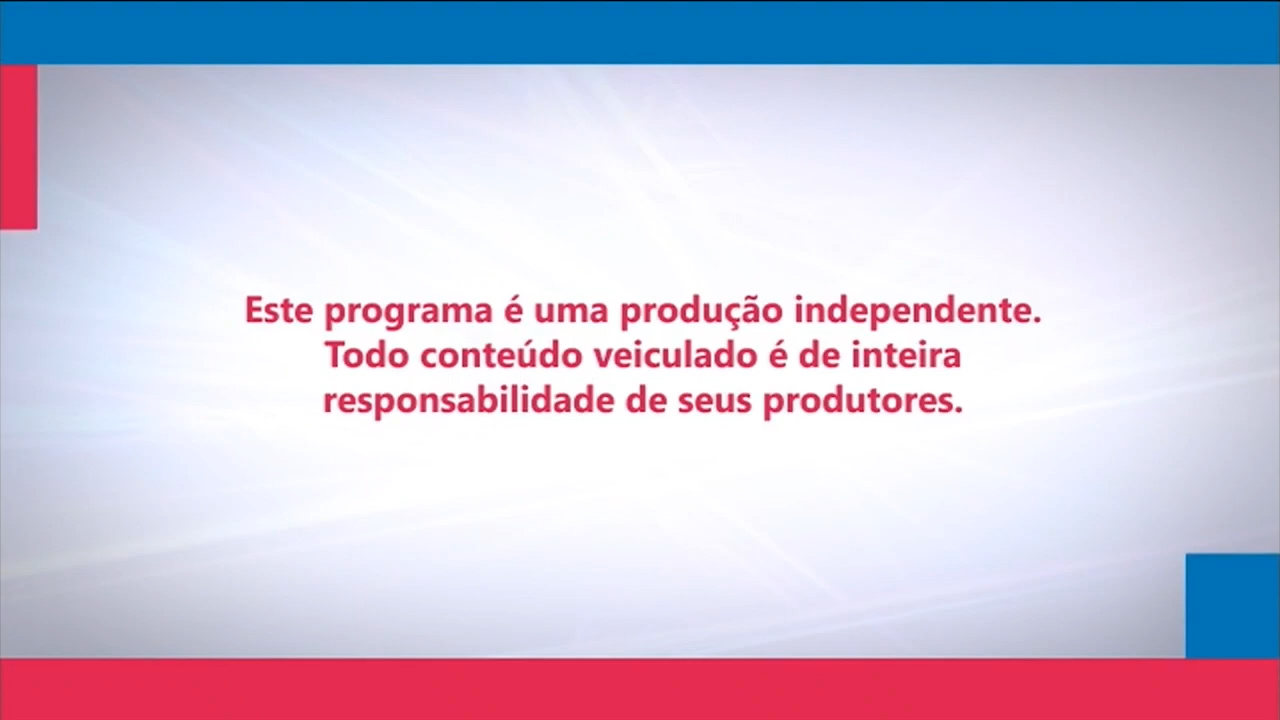 Este programa é uma produção independente.
Todo conteúdo veiculado é de inteira
responsabilidade de seus produtores.